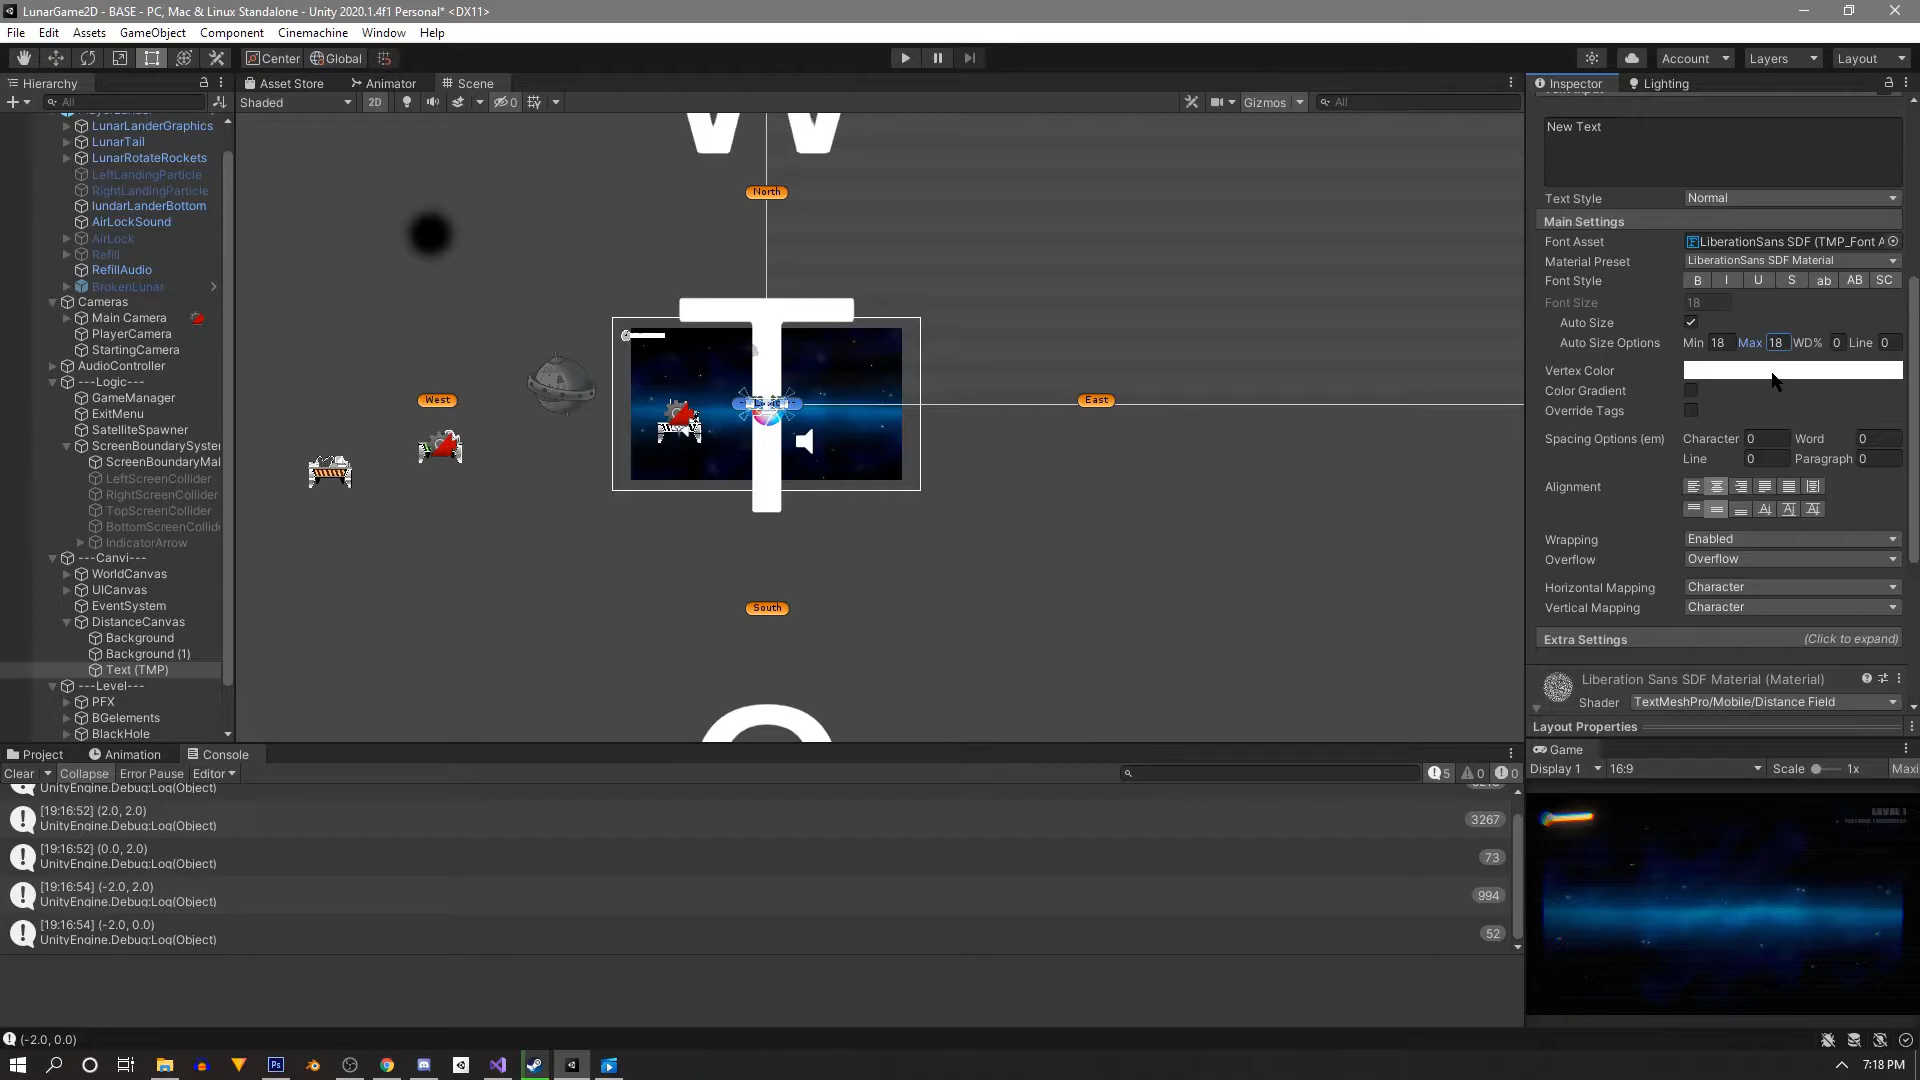 LunarGame2D - BASE - PC, Mac & Linux Standalone - Unity 2020.1.4f1 Personal* <DX11>
File Edit Assets GameObject Component Cinemachine Window Help
Center Global Account Layers Layout
Hierarchy
All
LunarLanderGraphics
LunarTail
LunarRotateRockets
LeftLandingParticle
RightLandingParticle
lundarLanderBottom
AirLockSound
AirLock
Refill
RefillAudio
BrokenLunar
Cameras
Main Camera
PlayerCamera
StartingCamera
AudioController
---Logic---
GameManager
ExitMenu
SatelliteSpawner
ScreenBoundarySyster
ScreenBoundaryMal
LeftScreenCollider
RightScreenCollider
TopScreenCollider
BottomScreenCollide
IndicatorArrow
---Canvi---
WorldCanvas
UICanvas
EventSystem
DistanceCanvas
Background
Background (1)
Text (TMP)
---Level---
PFX
BGelements
BlackHole
Asset Store Animator Scene
Shaded 2D 0 Gizmos All
North
West
East
South
T
Inspector Lighting
New Text
Text Style Normal
Main Settings
Font Asset LiberationSans SDF (TMP_Font A
Material Preset LiberationSans SDF Material
Font Style B I U S ab AB SC
Font Size 18
Auto Size
Auto Size Options Min 18 Max 18 WD% 0 Line 0
Vertex Color
Color Gradient
Override Tags
Spacing Options (em) Character 0 Word 0
Line 0 Paragraph 0
Alignment
Wrapping Enabled
Overflow Overflow
Horizontal Mapping Character
Vertical Mapping Character
Extra Settings (Click to expand)
Liberation Sans SDF Material (Material)
Shader TextMeshPro/Mobile/Distance Field
Layout Properties
Game
Display 1 16:9 Scale 1x Maxi
LEVEL 1
Project Animation Console
Clear Collapse Error Pause Editor 5 0 0
UnityEngine.Debug:Log(Object)
[19:16:52] (2.0, 2.0)
UnityEngine.Debug:Log(Object)
3267
[19:16:52] (0.0, 2.0)
UnityEngine.Debug:Log(Object)
73
[19:16:54] (-2.0, 2.0)
UnityEngine.Debug:Log(Object)
994
[19:16:54] (-2.0, 0.0)
UnityEngine.Debug:Log(Object)
52
(-2.0, 0.0)
7:18 PM